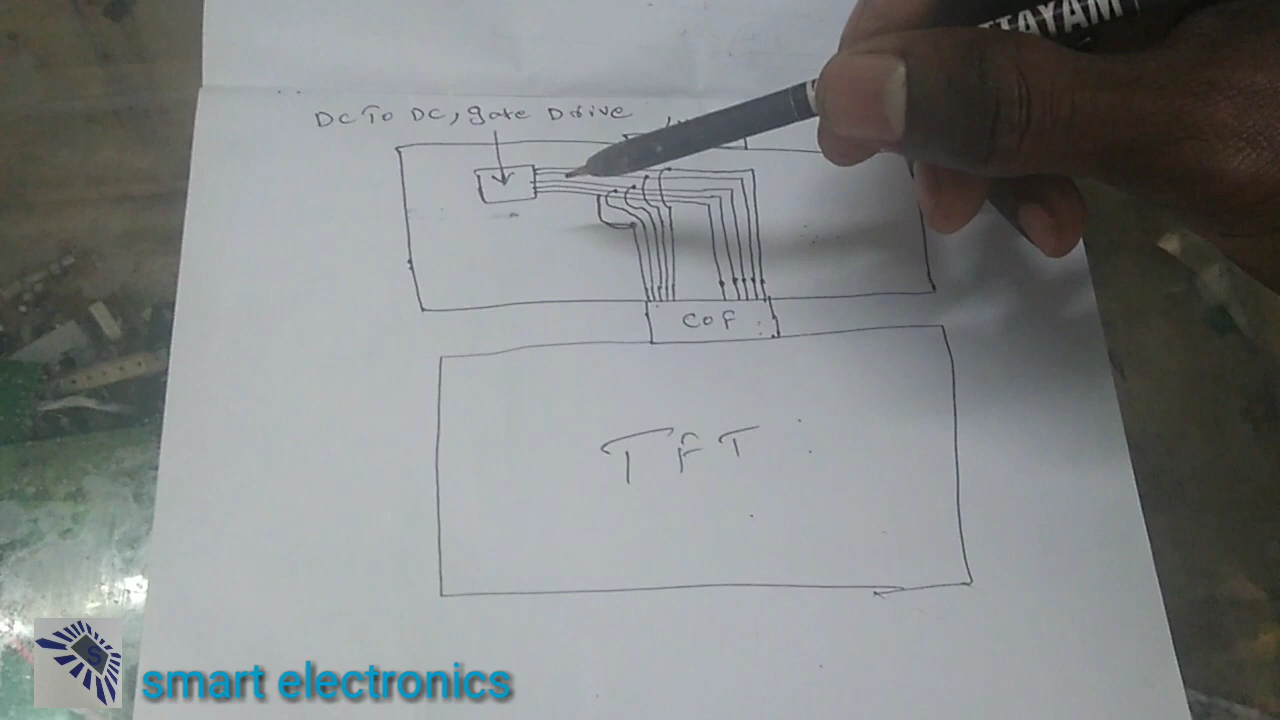 DC To DC, gate Drive
COF
TFT
S
smart electronics